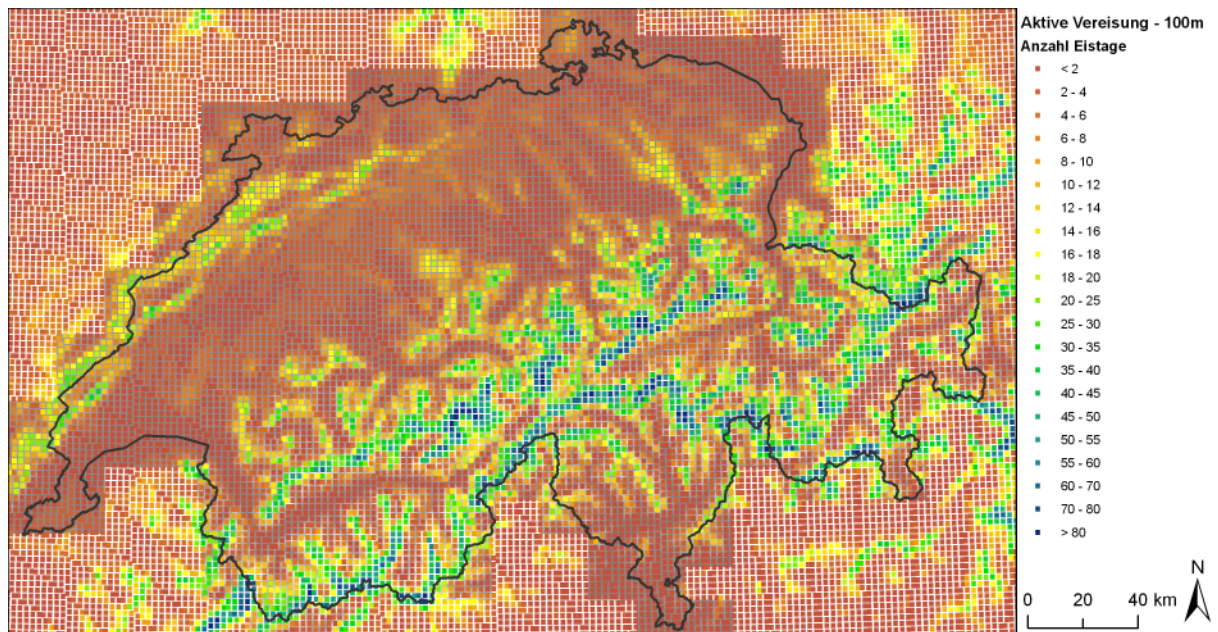 Aktive Vereisung - 100m
Anzahl Eistage
< 2
2 - 4
4 - 6
6 - 8
8 - 10
10 - 12
12 - 14
14 - 16
16 - 18
18 - 20
20 - 25
25 - 30
30 - 35
35 - 40
40 - 45
45 - 50
50 - 55
55 - 60
60 - 70
70 - 80
> 80
N
0 20 40 km